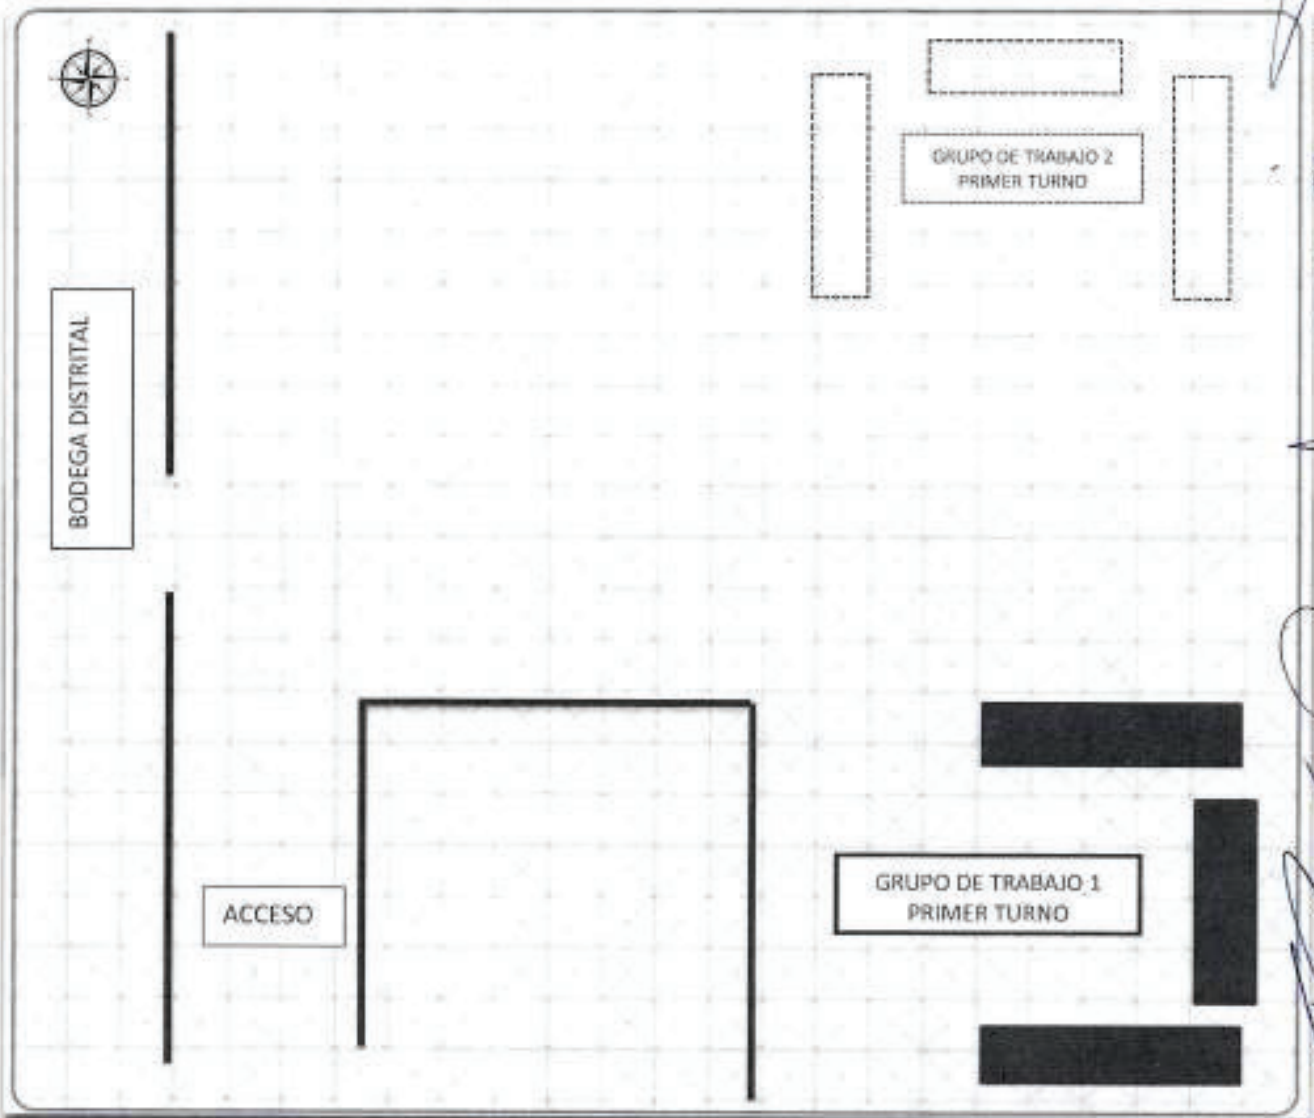 GRUPO DE TRABAJO 2
PRIMER TURNO
BODEGA DISTRITAL
GRUPO DE TRABAJO 1
PRIMER TURNO
ACCESO